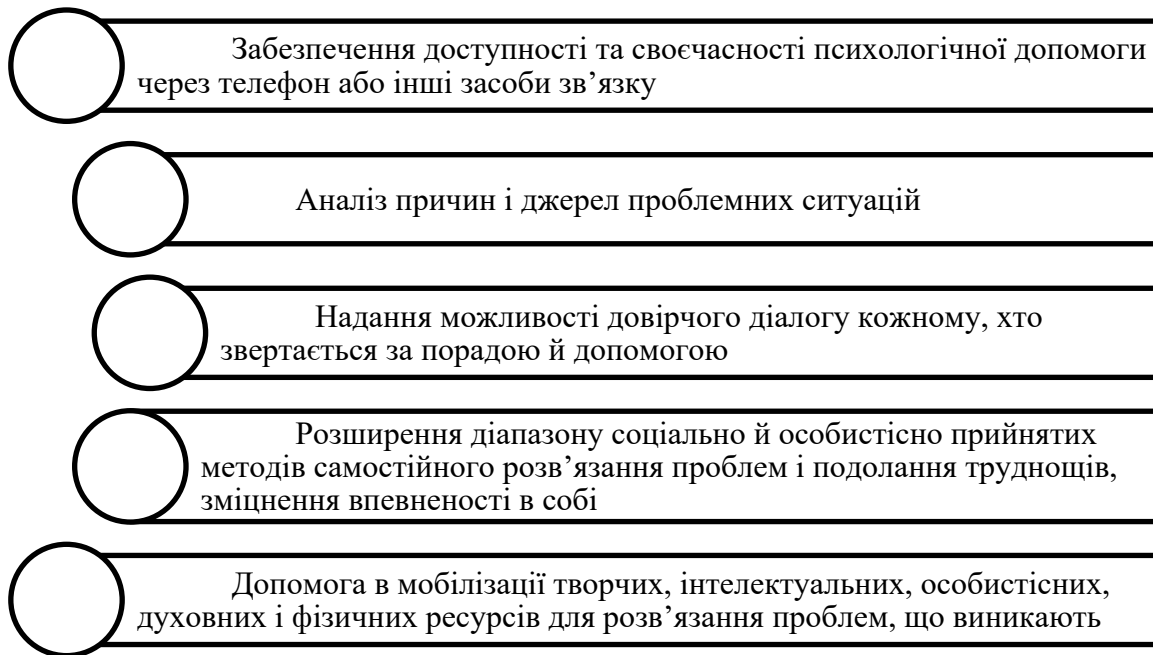 Забезпечення доступності та своєчасності психологічної допомоги
через телефон або інші засоби зв’язку
Аналіз причин і джерел проблемних ситуацій
Надання можливості довірчого діалогу кожному, хто
звертається за порадою й допомогою
Розширення діапазону соціально й особистісно прийнятих
методів самостійного розв’язання проблем і подолання труднощів,
зміцнення впевненості в собі
Допомога в мобілізації творчих, інтелектуальних, особистісних,
духовних і фізичних ресурсів для розв’язання проблем, що виникають